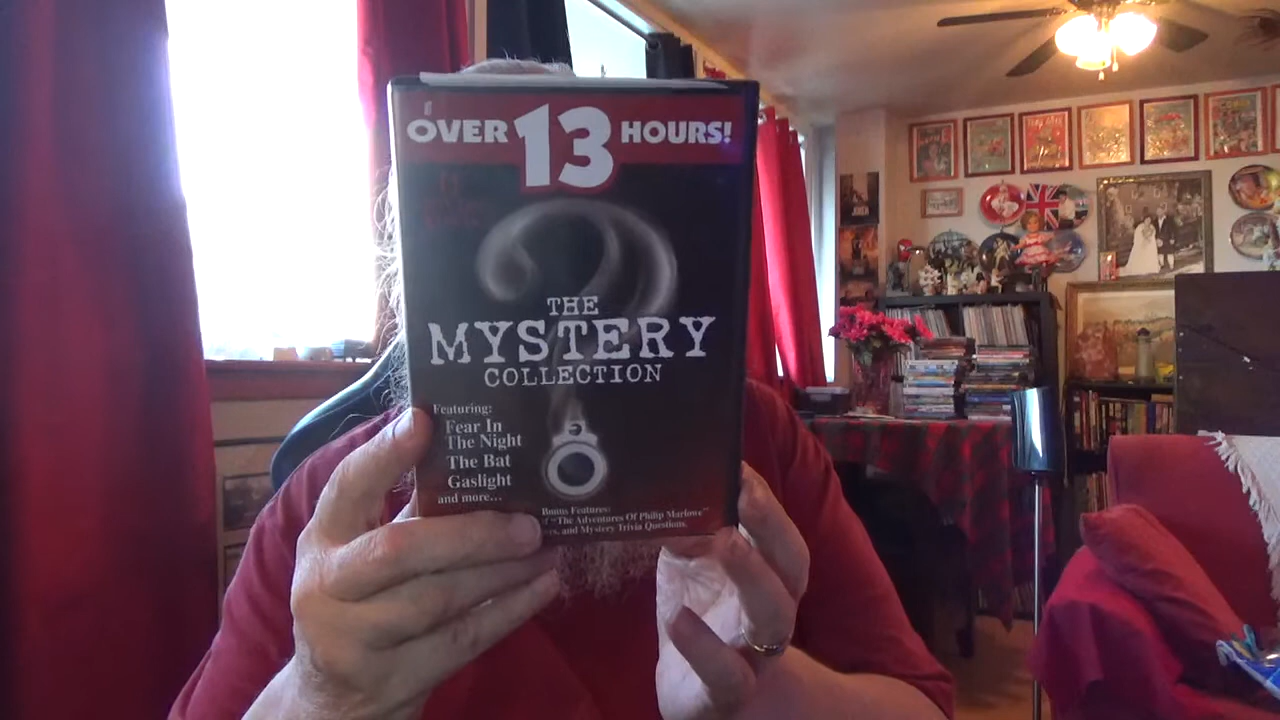 OVER 13 HOURS!
THE
MYSTERY
COLLECTION
Featuring:
Fear In
The Night
The Bat
Gaslight
and more...
Bonus Features:
"The Adventures Of Philip Marlowe"
and Mystery Trivia Questions.